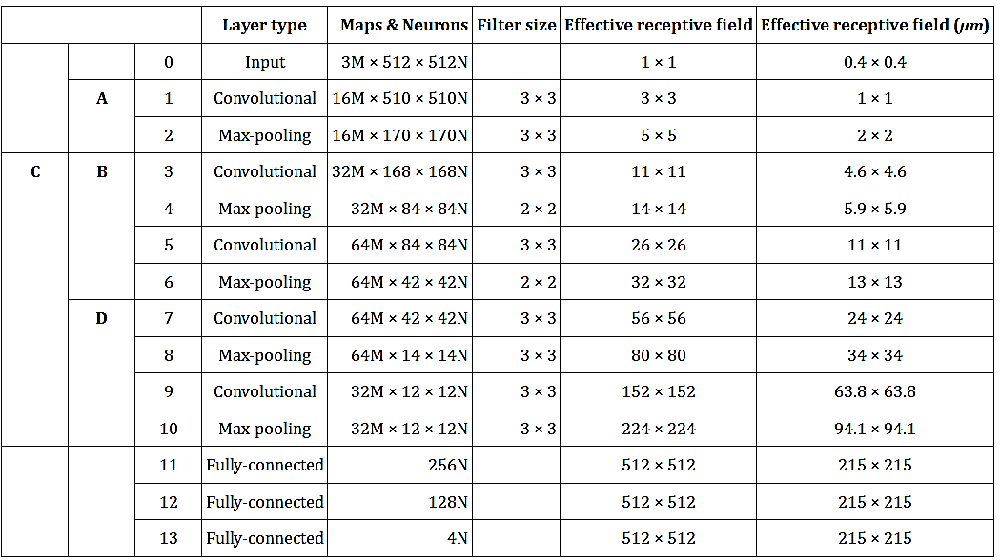 Layer type Maps & Neurons Filter size Effective receptive field Effective receptive field (μm)
0 Input 3M × 512 × 512N 1 × 1 0.4 × 0.4
A 1 Convolutional 16M × 510 × 510N 3 × 3 3 × 3 1 × 1
2 Max-pooling 16M × 170 × 170N 3 × 3 5 × 5 2 × 2
C B 3 Convolutional 32M × 168 × 168N 3 × 3 11 × 11 4.6 × 4.6
4 Max-pooling 32M × 84 × 84N 2 × 2 14 × 14 5.9 × 5.9
5 Convolutional 64M × 84 × 84N 3 × 3 26 × 26 11 × 11
6 Max-pooling 64M × 42 × 42N 2 × 2 32 × 32 13 × 13
D 7 Convolutional 64M × 42 × 42N 3 × 3 56 × 56 24 × 24
8 Max-pooling 64M × 14 × 14N 3 × 3 80 × 80 34 × 34
9 Convolutional 32M × 12 × 12N 3 × 3 152 × 152 63.8 × 63.8
10 Max-pooling 32M × 12 × 12N 3 × 3 224 × 224 94.1 × 94.1
11 Fully-connected 256N 512 × 512 215 × 215
12 Fully-connected 128N 512 × 512 215 × 215
13 Fully-connected 4N 512 × 512 215 × 215